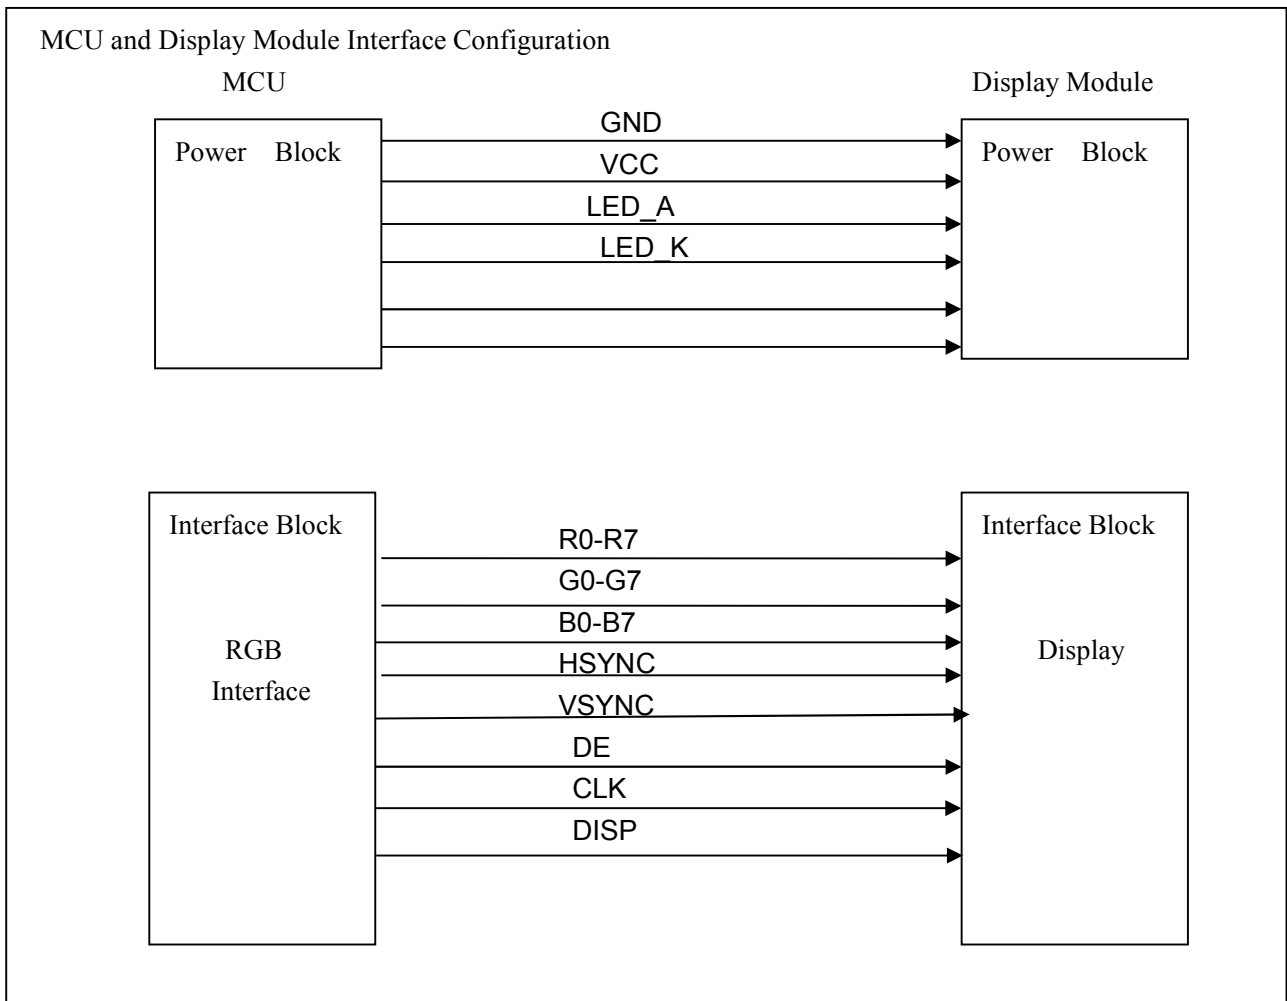 MCU and Display Module Interface Configuration
MCU
Display Module
Power Block
GND
VCC
LED_A
LED_K
Power Block
Interface Block
RGB
Interface
R0-R7
G0-G7
B0-B7
HSYNC
VSYNC
DE
CLK
DISP
Interface Block
Display